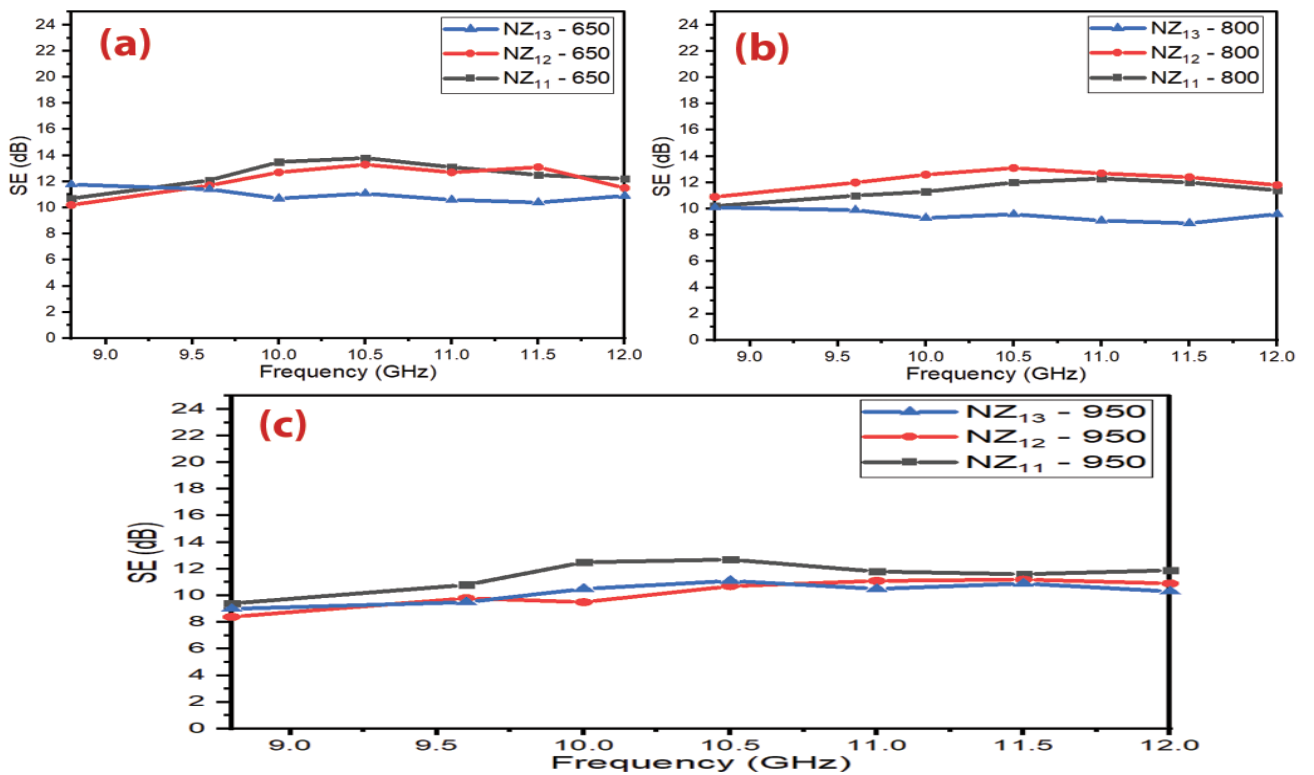 (a)
NZ₁₃ - 650
NZ₁₂ - 650
NZ₁₁ - 650
24
22
20
18
16
14
12
10
8
6
4
2
0
SE (dB)
9.0 9.5 10.0 10.5 11.0 11.5 12.0
Frequency (GHz)
(b)
NZ₁₃ - 800
NZ₁₂ - 800
NZ₁₁ - 800
24
22
20
18
16
14
12
10
8
6
4
2
0
SE (dB)
9.0 9.5 10.0 10.5 11.0 11.5 12.0
Frequency (GHz)
(c)
NZ₁₃ - 950
NZ₁₂ - 950
NZ₁₁ - 950
24
22
20
18
16
14
12
10
8
6
4
2
0
SE (dB)
9.0 9.5 10.0 10.5 11.0 11.5 12.0
Frequency (GHz)